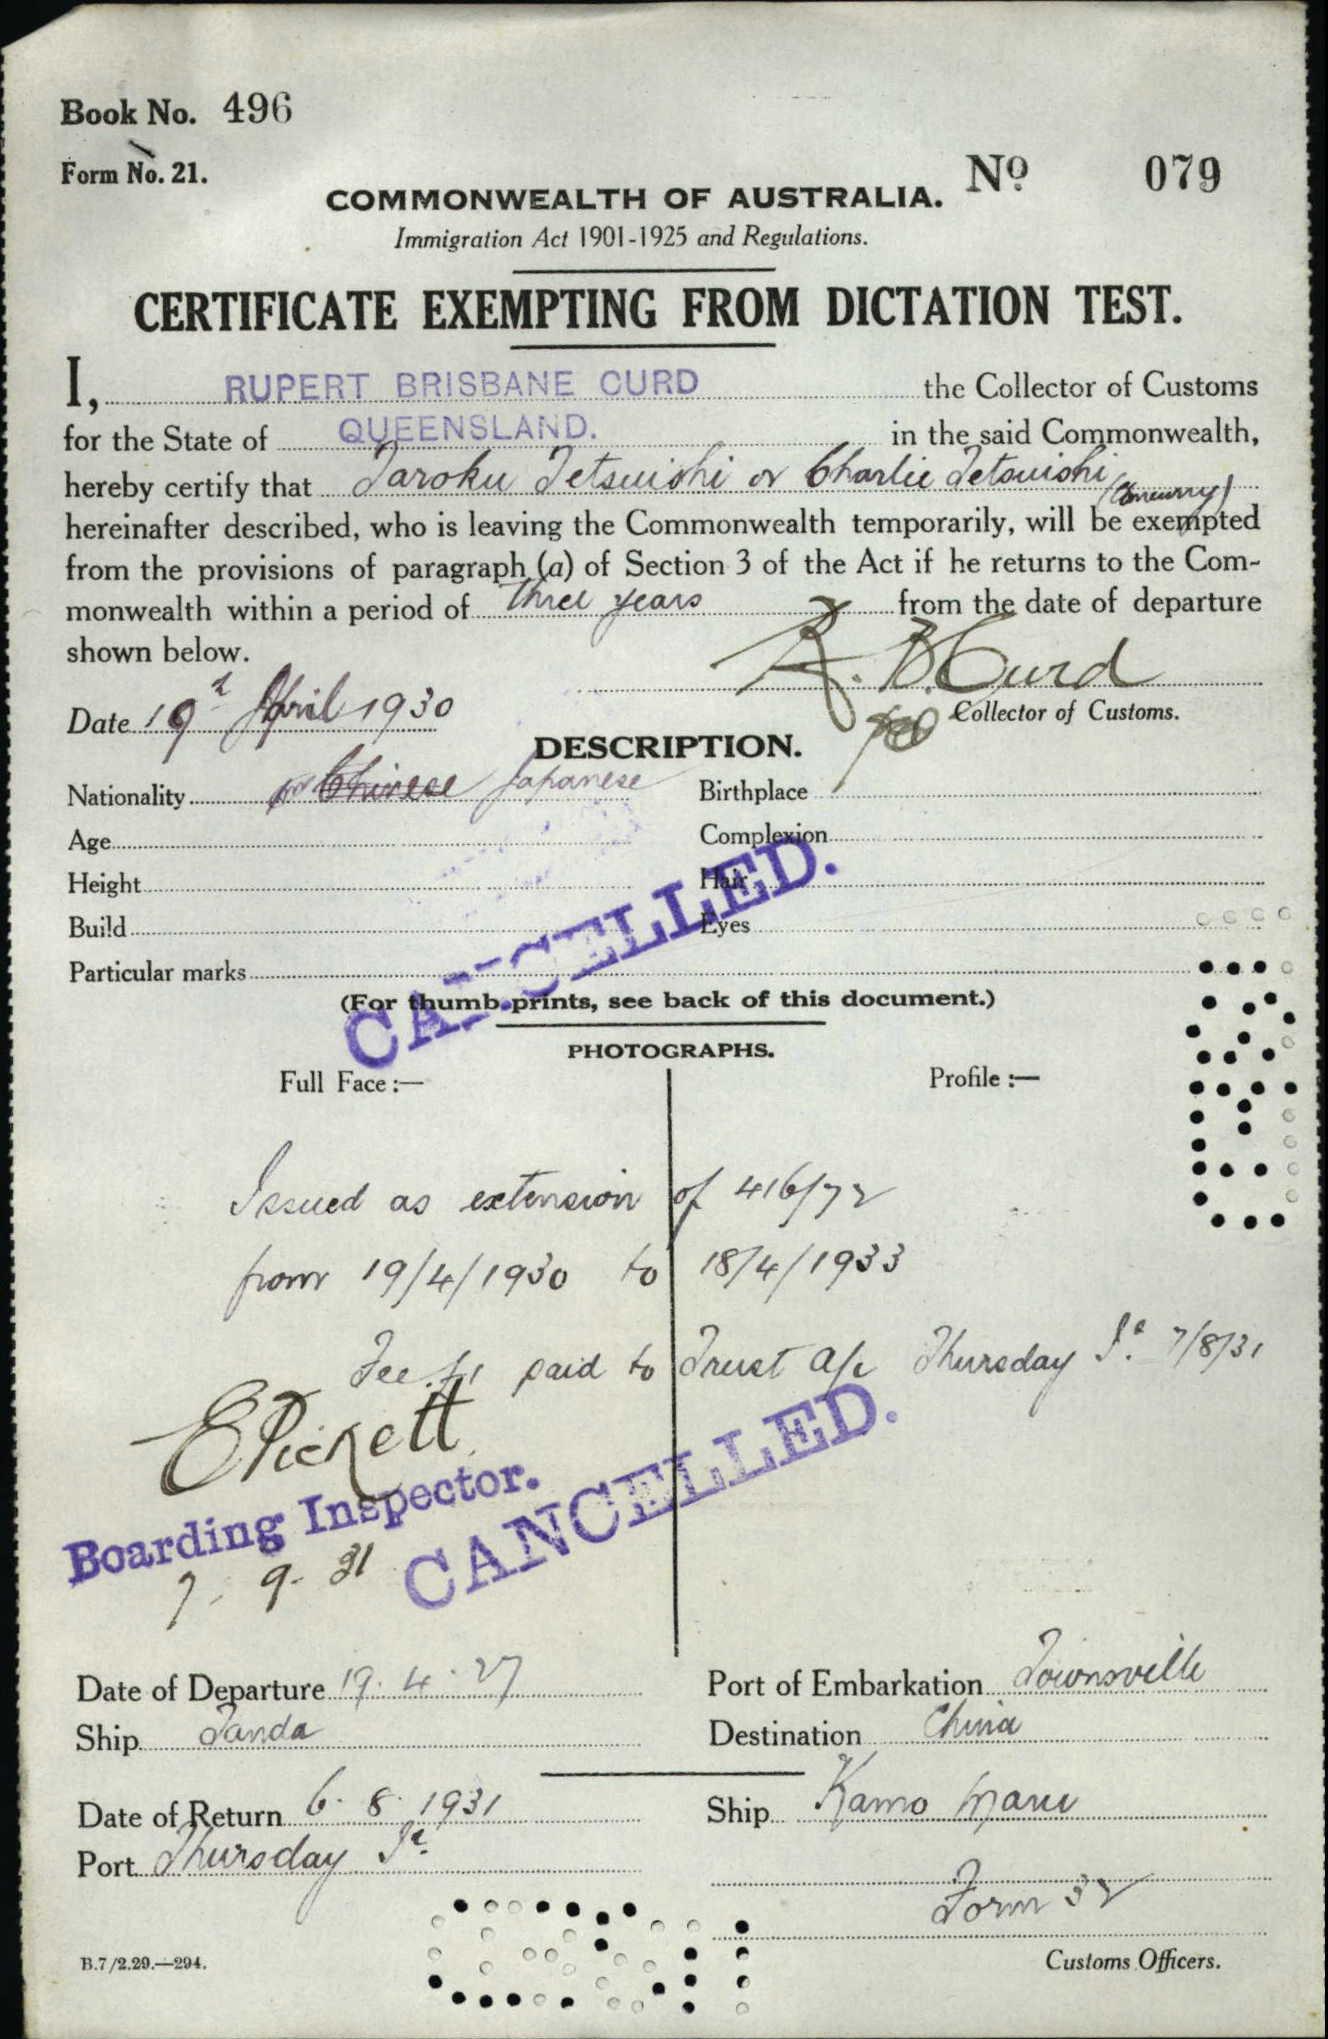 Book No. 496
Form No. 21.
No. 079
COMMONWEALTH OF AUSTRALIA.
Immigration Act 1901-1925 and Regulations.
CERTIFICATE EXEMPTING FROM DICTATION TEST.
I, RUPERT BRISBANE CURD the Collector of Customs
for the State of QUEENSLAND. in the said Commonwealth,
hereby certify that Taroku Tetsuishi or Charlie Tetsuishi
hereinafter described, who is leaving the Commonwealth temporarily, will be exempted
from the provisions of paragraph (a) of Section 3 of the Act if he returns to the Com-
monwealth within a period of three years from the date of departure
shown below.
R. B. Curd
Date 19th April 1930
Collector of Customs.
DESCRIPTION.
Nationality Chinese Japanese
Birthplace
Age
Complexion
Height
Hair
Build
Eyes
Particular marks
CANCELLED.
(For thumb prints, see back of this document.)
PHOTOGRAPHS.
Full Face :—
Profile :—
Issued as extension of 416/72
from 19/4/1930 to 18/4/1933
Fee £1 paid to Trust a/c Thursday Is. 7/8/31
E Pickett
Boarding Inspector.
CANCELLED.
7. 9. 31
Date of Departure 19. 4. 27
Port of Embarkation Townsville
Ship Tanda
Destination China
Date of Return 6. 8. 1931
Ship Kamo Maru
Port Thursday Is.
Form 32
B.7/2.29.—294.
Customs Officers.